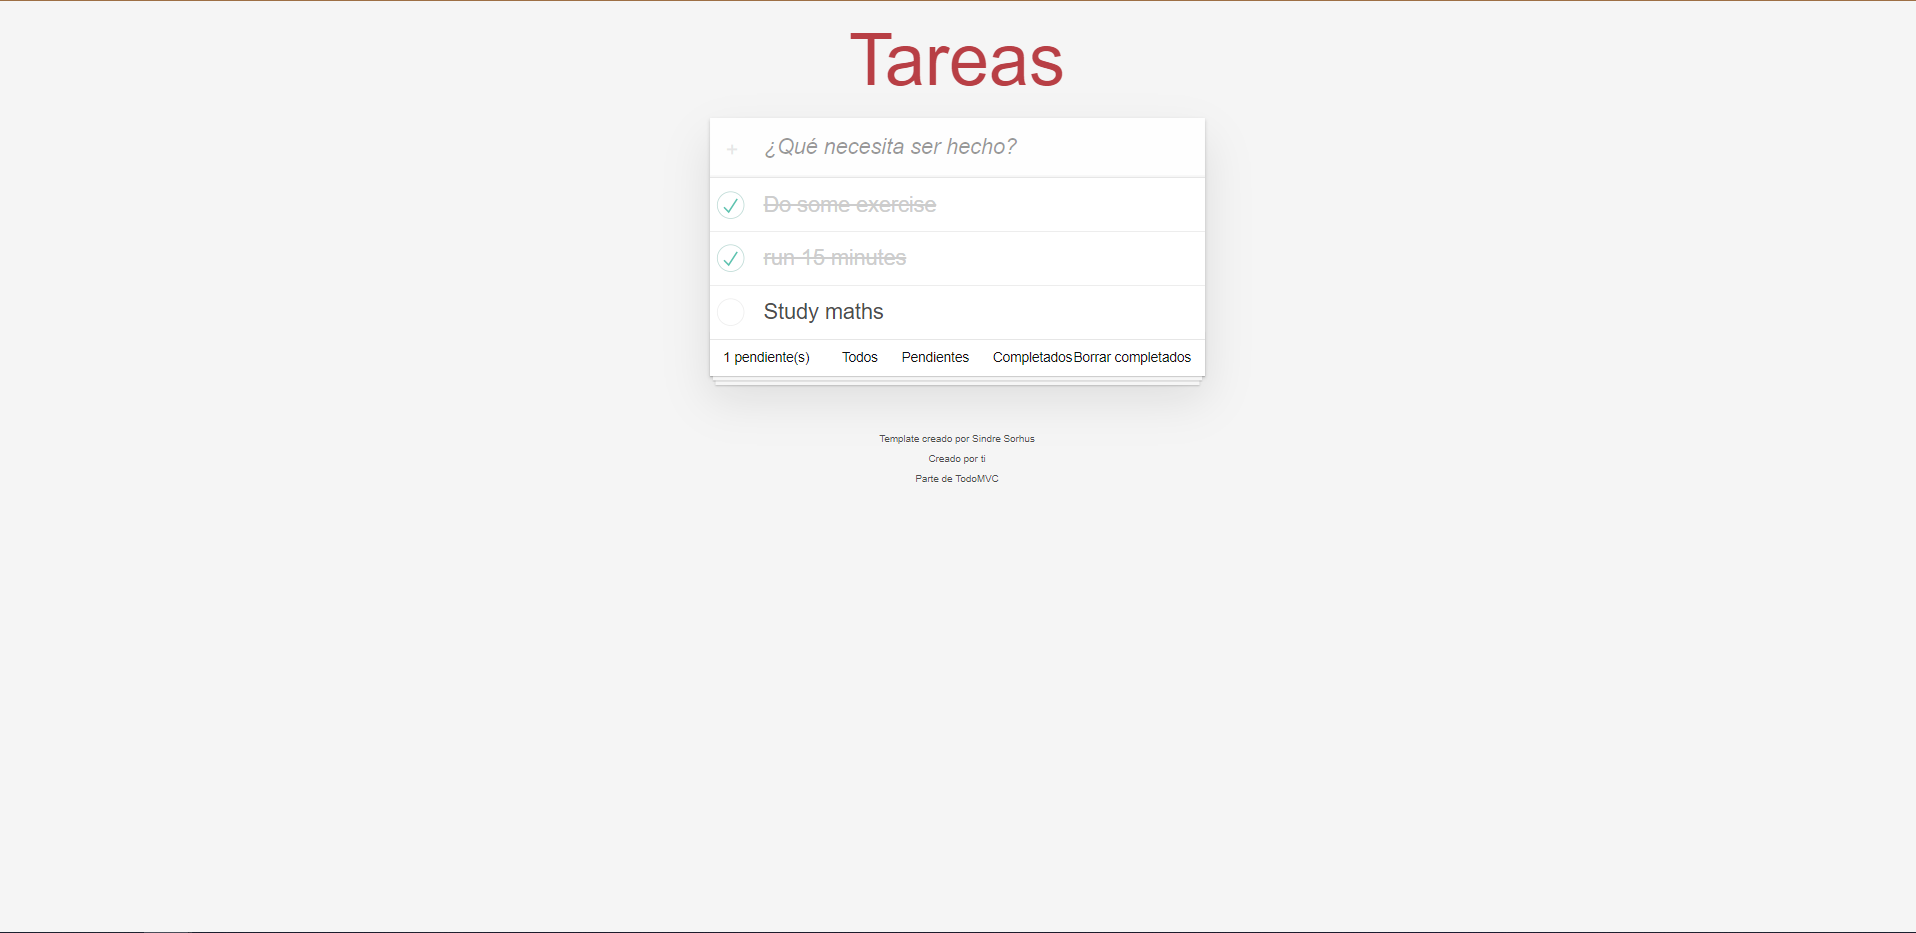 Tareas
¿Qué necesita ser hecho?
Do some exercise
run 15 minutes
Study maths
1 pendiente(s) Todos Pendientes Completados Borrar completados
Template creado por Sindre Sorhus
Creado por ti
Parte de TodoMVC